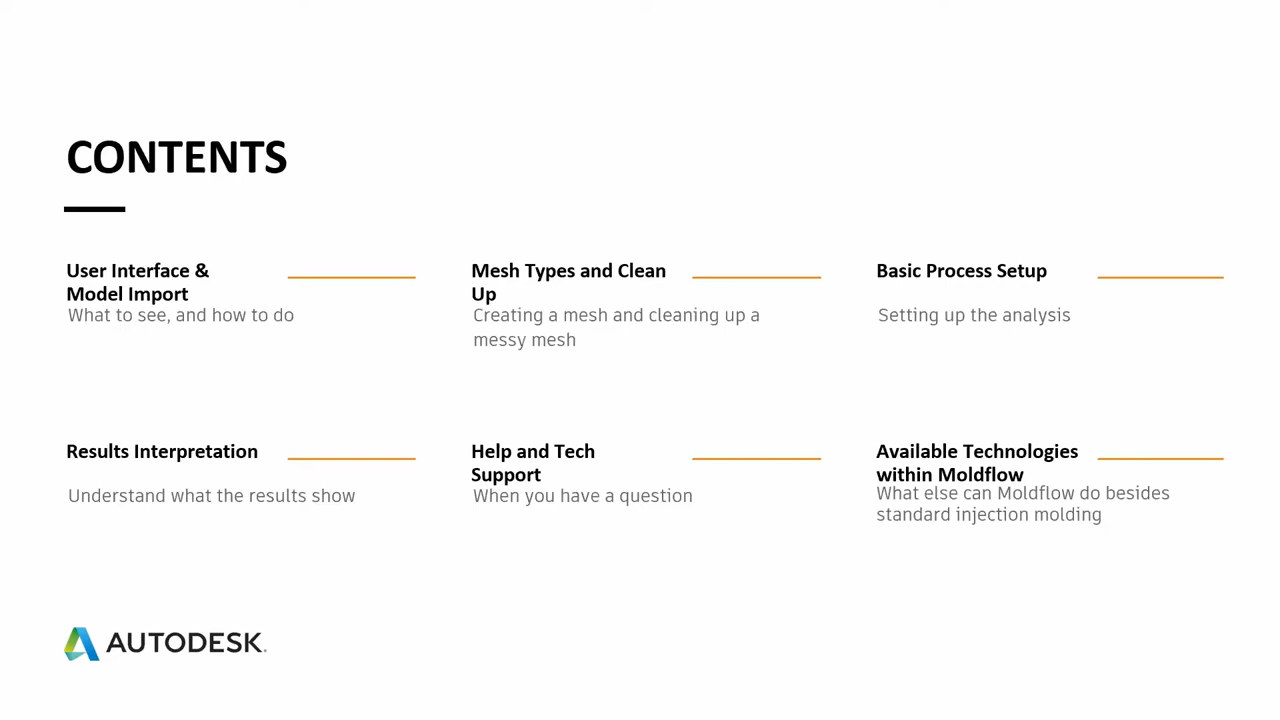 CONTENTS
User Interface &
Model Import
What to see, and how to do
Mesh Types and Clean
Up
Creating a mesh and cleaning up a
messy mesh
Basic Process Setup
Setting up the analysis
Results Interpretation
Understand what the results show
Help and Tech
Support
When you have a question
Available Technologies
within Moldflow
What else can Moldflow do besides
standard injection molding
AUTODESK.